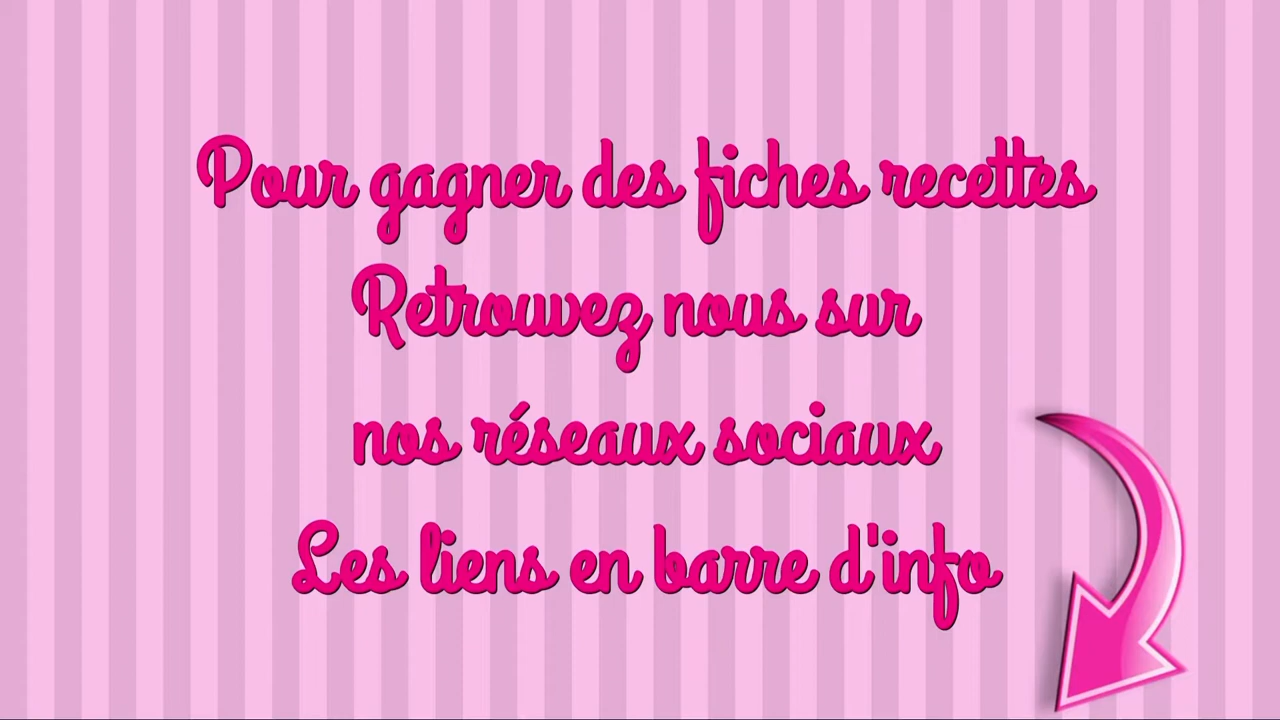 Pour gagner des fiches recettes
Retrouvez nous sur
nos réseaux sociaux
Les liens en barre d'info